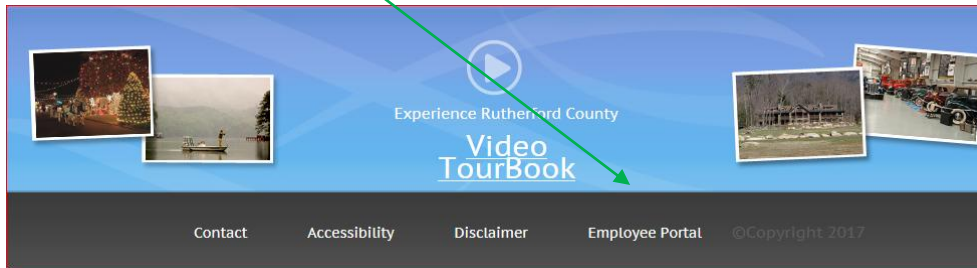 Experience Rutherford County
Video
TourBook
Contact Accessibility Disclaimer Employee Portal ©Copyright 2017